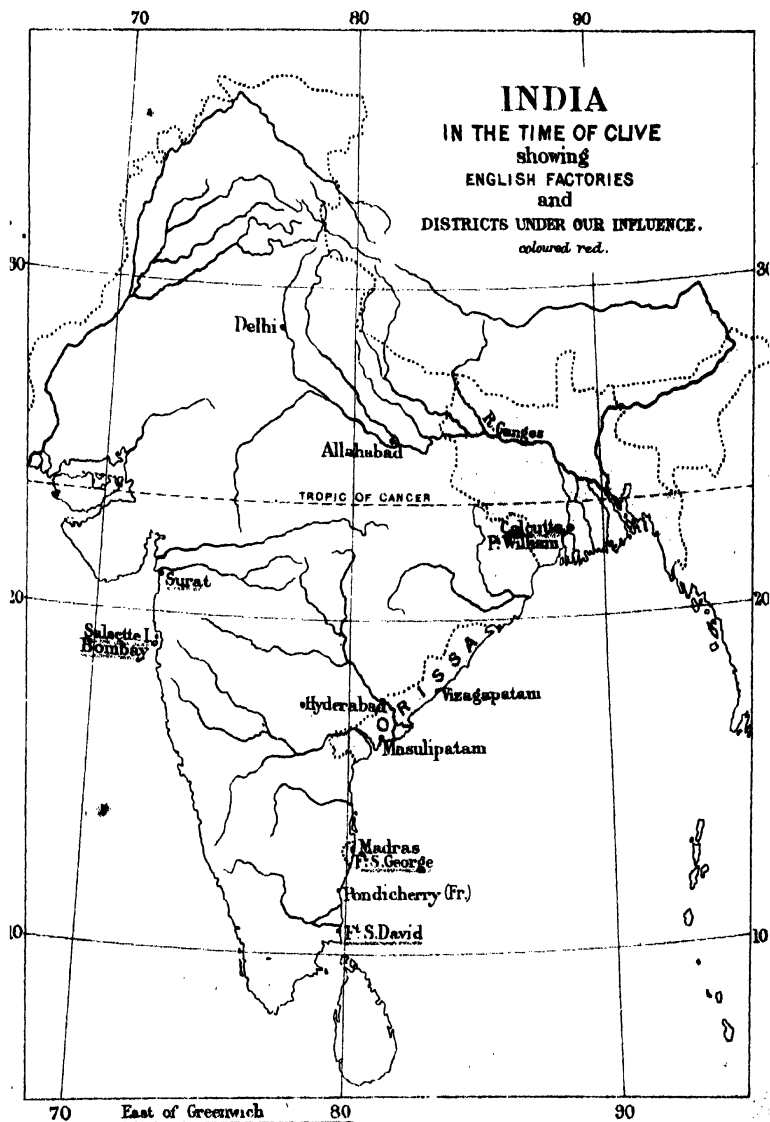 70 80 90
INDIA
IN THE TIME OF CLIVE
showing
ENGLISH FACTORIES
and
DISTRICTS UNDER OUR INFLUENCE.
coloured red.
30 30
Delhi
R. Ganges
Allahabad
TROPIC OF CANCER
Calcutta
Ft William
Surat
20 20
Salsette I.
Bombay
ORISSA
Vizagapatam
Hyderabad
Masulipatam
Madras
Ft S. George
Pondicherry (Fr.)
Ft S. David
10 10
70 East of Greenwich 80 90